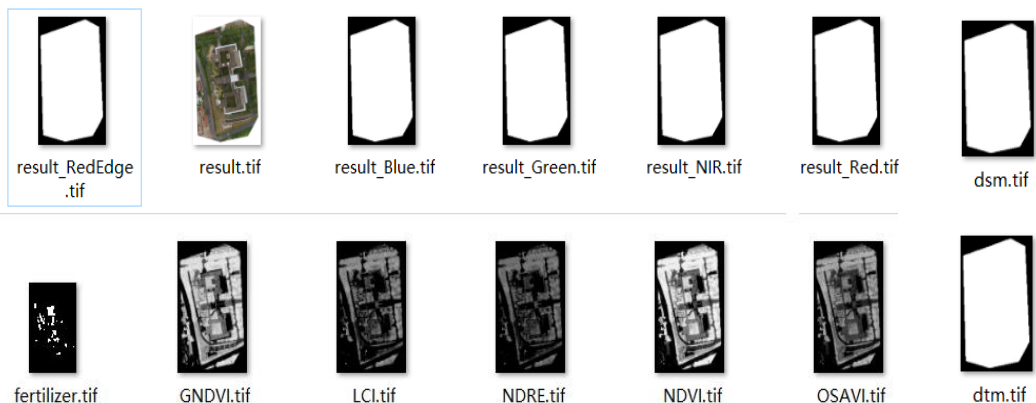 result_RedEdge
.tif
result.tif
result_Blue.tif
result_Green.tif
result_NIR.tif
result_Red.tif
dsm.tif
fertilizer.tif
GNDVI.tif
LCI.tif
NDRE.tif
NDVI.tif
OSAVI.tif
dtm.tif